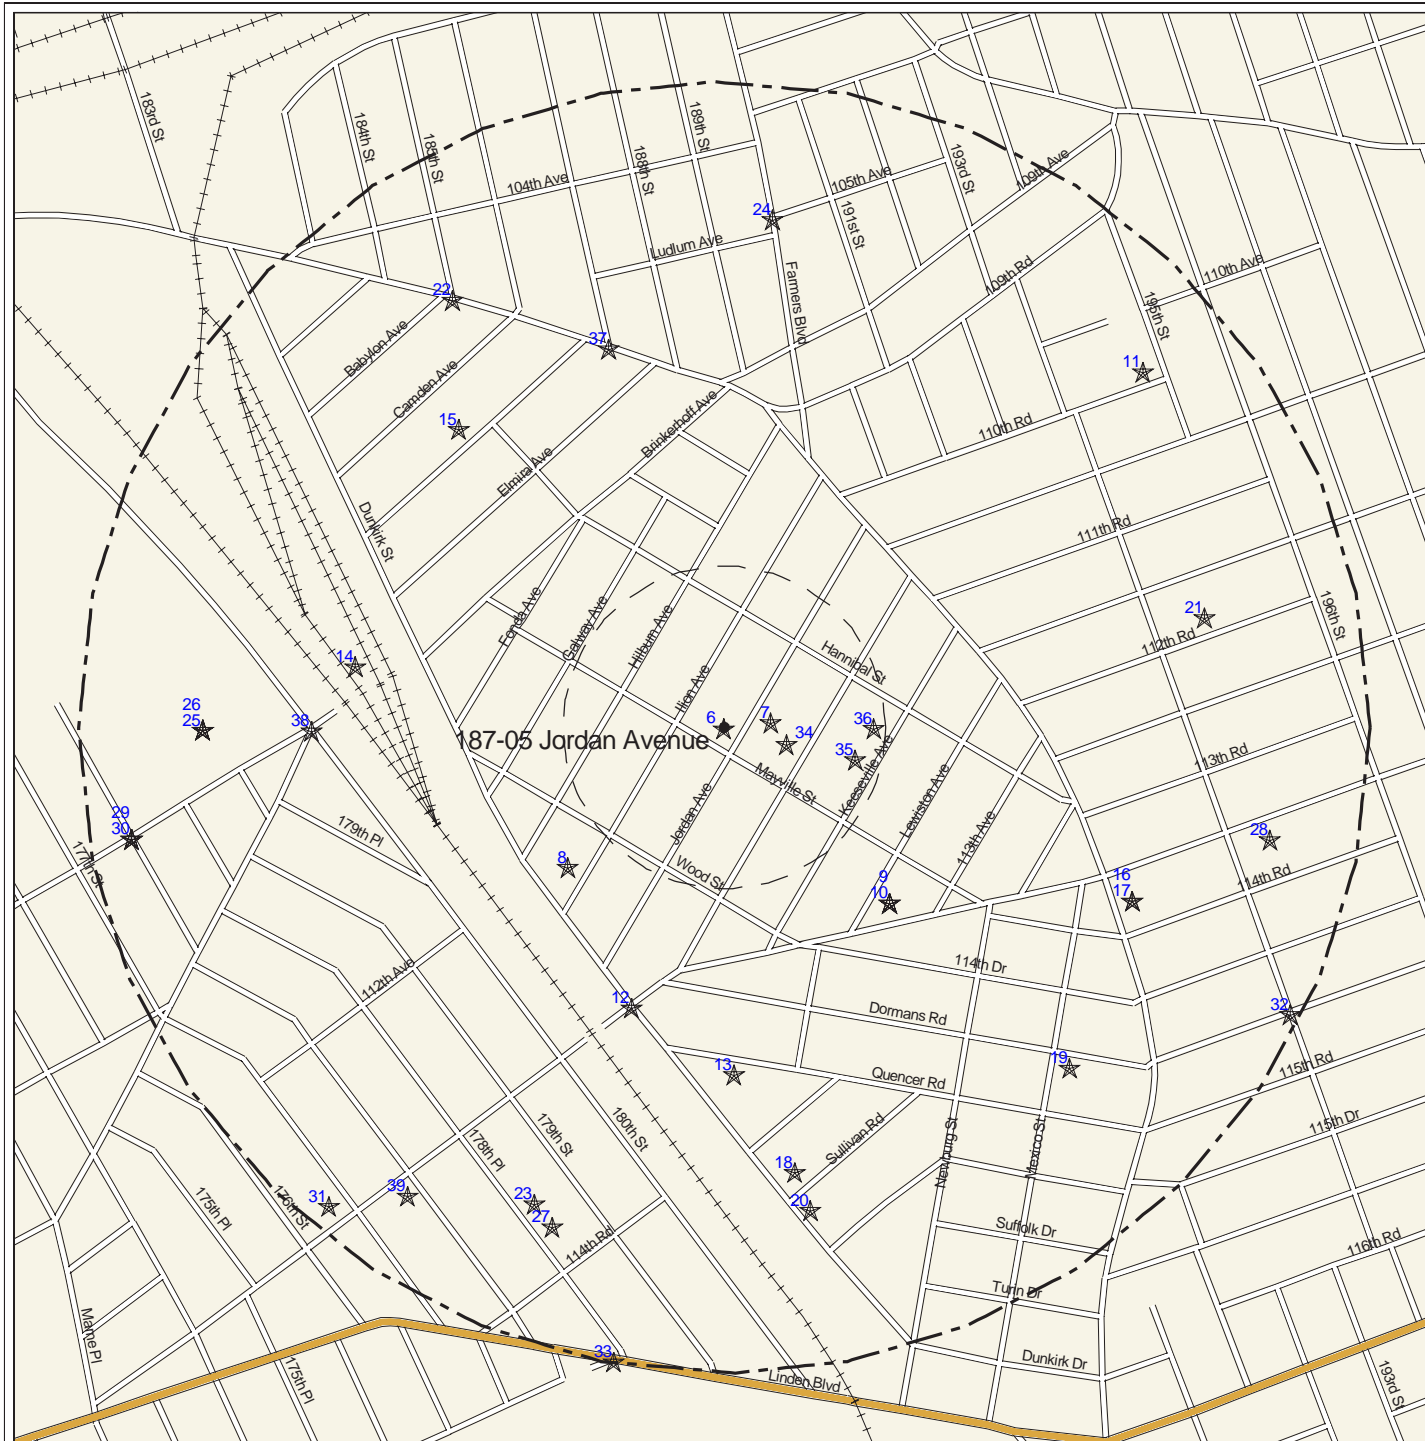 183rd St
184th St
185th St
188th St
189th St
104th Ave
105th Ave
193rd St
191st St
109th Ave
109th Rd
24
Ludlum Ave
Farmers Blvd
110th Ave
195th St
22
37
11
Babylon Ave
Camden Ave
15
Brinkerhoff Ave
Elmira Ave
110th Rd
Dunkirk St
111th Rd
21
196th St
112th Rd
Fonda Ave
Galway Ave
Hilburn Ave
Hannibal St
Ilion Ave
14
26
25
38
6
7
34
36
35
187-05 Jordan Avenue
Mayville St
Keeseville Ave
Lewiston Ave
113th Rd
Jordan Ave
113th Ave
29
30
177th St
179th Pl
8
Wood St
9
10
16
17
28
114th Rd
112th Ave
114th Dr
12
Dormans Rd
32
13
Quencer Rd
19
115th Rd
115th Dr
Sullivan Rd
Newburg St
Mexico St
18
20
178th Pl
179th St
180th St
31
39
23
27
175th Pl
176th St
114th Rd
Suffolk Dr
116th Rd
Turin Dr
Mame Pl
175th Pl
33
Linden Blvd
Dunkirk Dr
193rd St